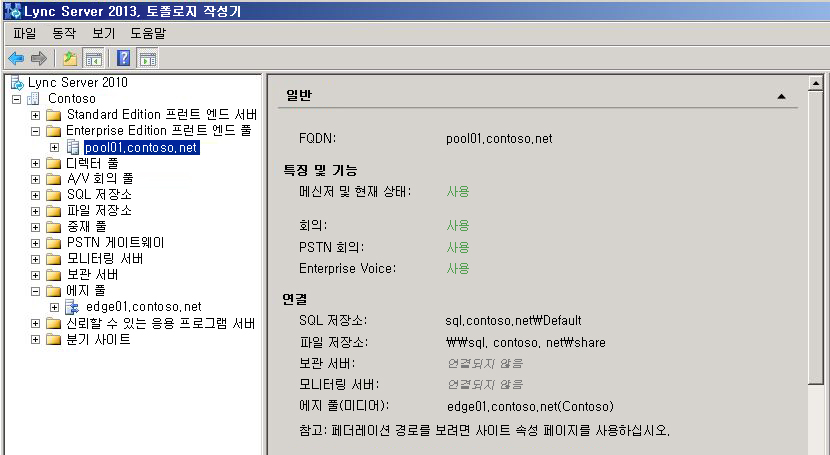 Lync Server 2013, 토폴로지 작성기
파일 동작 보기 도움말
Lync Server 2010
Contoso
Standard Edition 프런트 엔드 서버
Enterprise Edition 프런트 엔드 풀
pool01.contoso.net
디렉터 풀
A/V 회의 풀
SQL 저장소
파일 저장소
중재 풀
PSTN 게이트웨이
모니터링 서버
보관 서버
에지 풀
edge01.contoso.net
신뢰할 수 있는 응용 프로그램 서버
분기 사이트
일반
FQDN: pool01.contoso.net
특징 및 기능
메신저 및 현재 상태: 사용
회의: 사용
PSTN 회의: 사용
Enterprise Voice: 사용
연결
SQL 저장소: sql.contoso.net₩Default
파일 저장소: ₩₩sql. contoso. net₩share
보관 서버: 연결되지 않음
모니터링 서버: 연결되지 않음
에지 풀(미디어): edge01.contoso.net(Contoso)
참고: 페더레이션 경로를 보려면 사이트 속성 페이지를 사용하십시오.